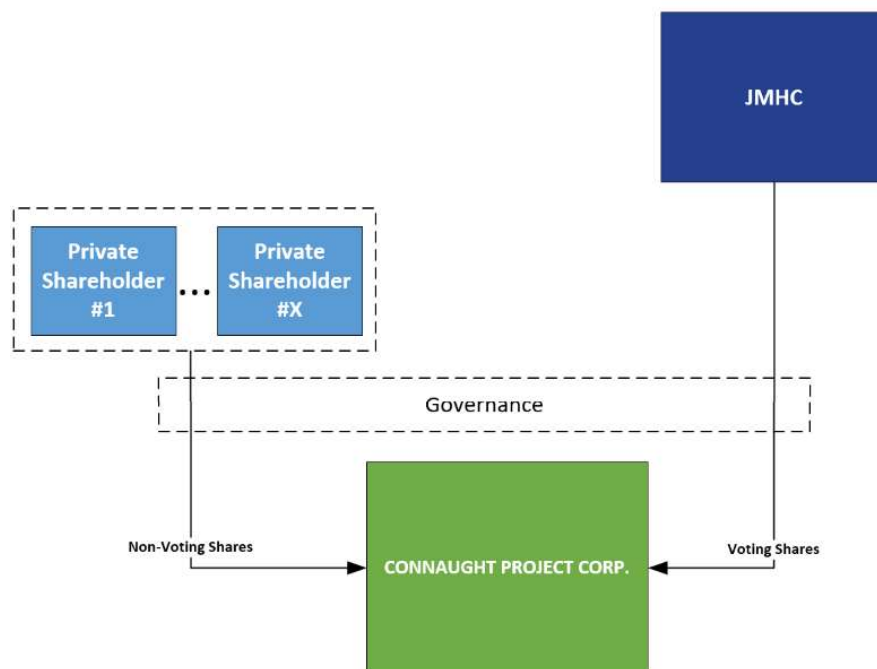 JMHC
Private
Shareholder
#1
...
Private
Shareholder
#X
Governance
Non-Voting Shares
CONNAUGHT PROJECT CORP.
Voting Shares